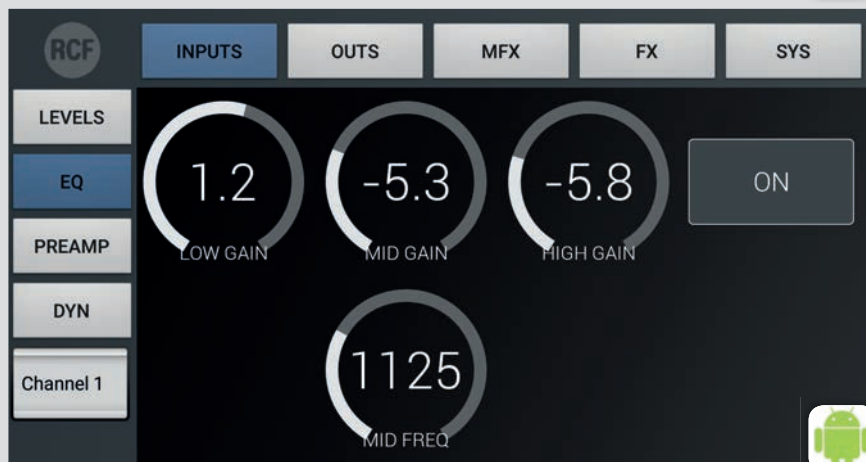 RCF
INPUTS
OUTS
MFX
FX
SYS
LEVELS
EQ
PREAMP
DYN
Channel 1
1.2
LOW GAIN
-5.3
MID GAIN
-5.8
HIGH GAIN
ON
1125
MID FREQ